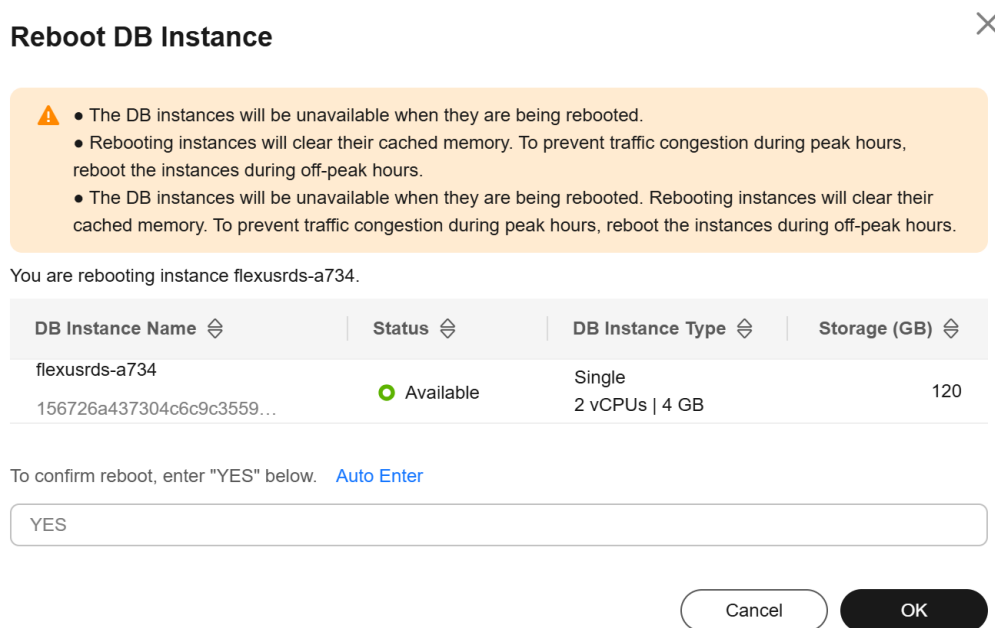 Reboot DB Instance
● The DB instances will be unavailable when they are being rebooted.
● Rebooting instances will clear their cached memory. To prevent traffic congestion during peak hours,
reboot the instances during off-peak hours.
● The DB instances will be unavailable when they are being rebooted. Rebooting instances will clear their
cached memory. To prevent traffic congestion during peak hours, reboot the instances during off-peak hours.
You are rebooting instance flexusrds-a734.
DB Instance Name Status DB Instance Type Storage (GB)
flexusrds-a734
156726a437304c6c9c3559...
Available
Single
2 vCPUs | 4 GB
120
To confirm reboot, enter "YES" below. Auto Enter
YES
Cancel OK